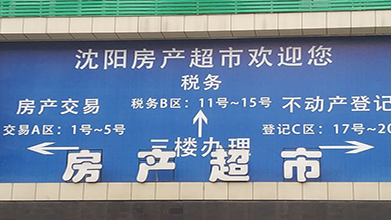 沈阳房产超市欢迎您
税务
房产交易 税务B区：11号~15号 不动产登记
交易A区：1号~5号 三楼办理 登记C区：17号~20
房产超市